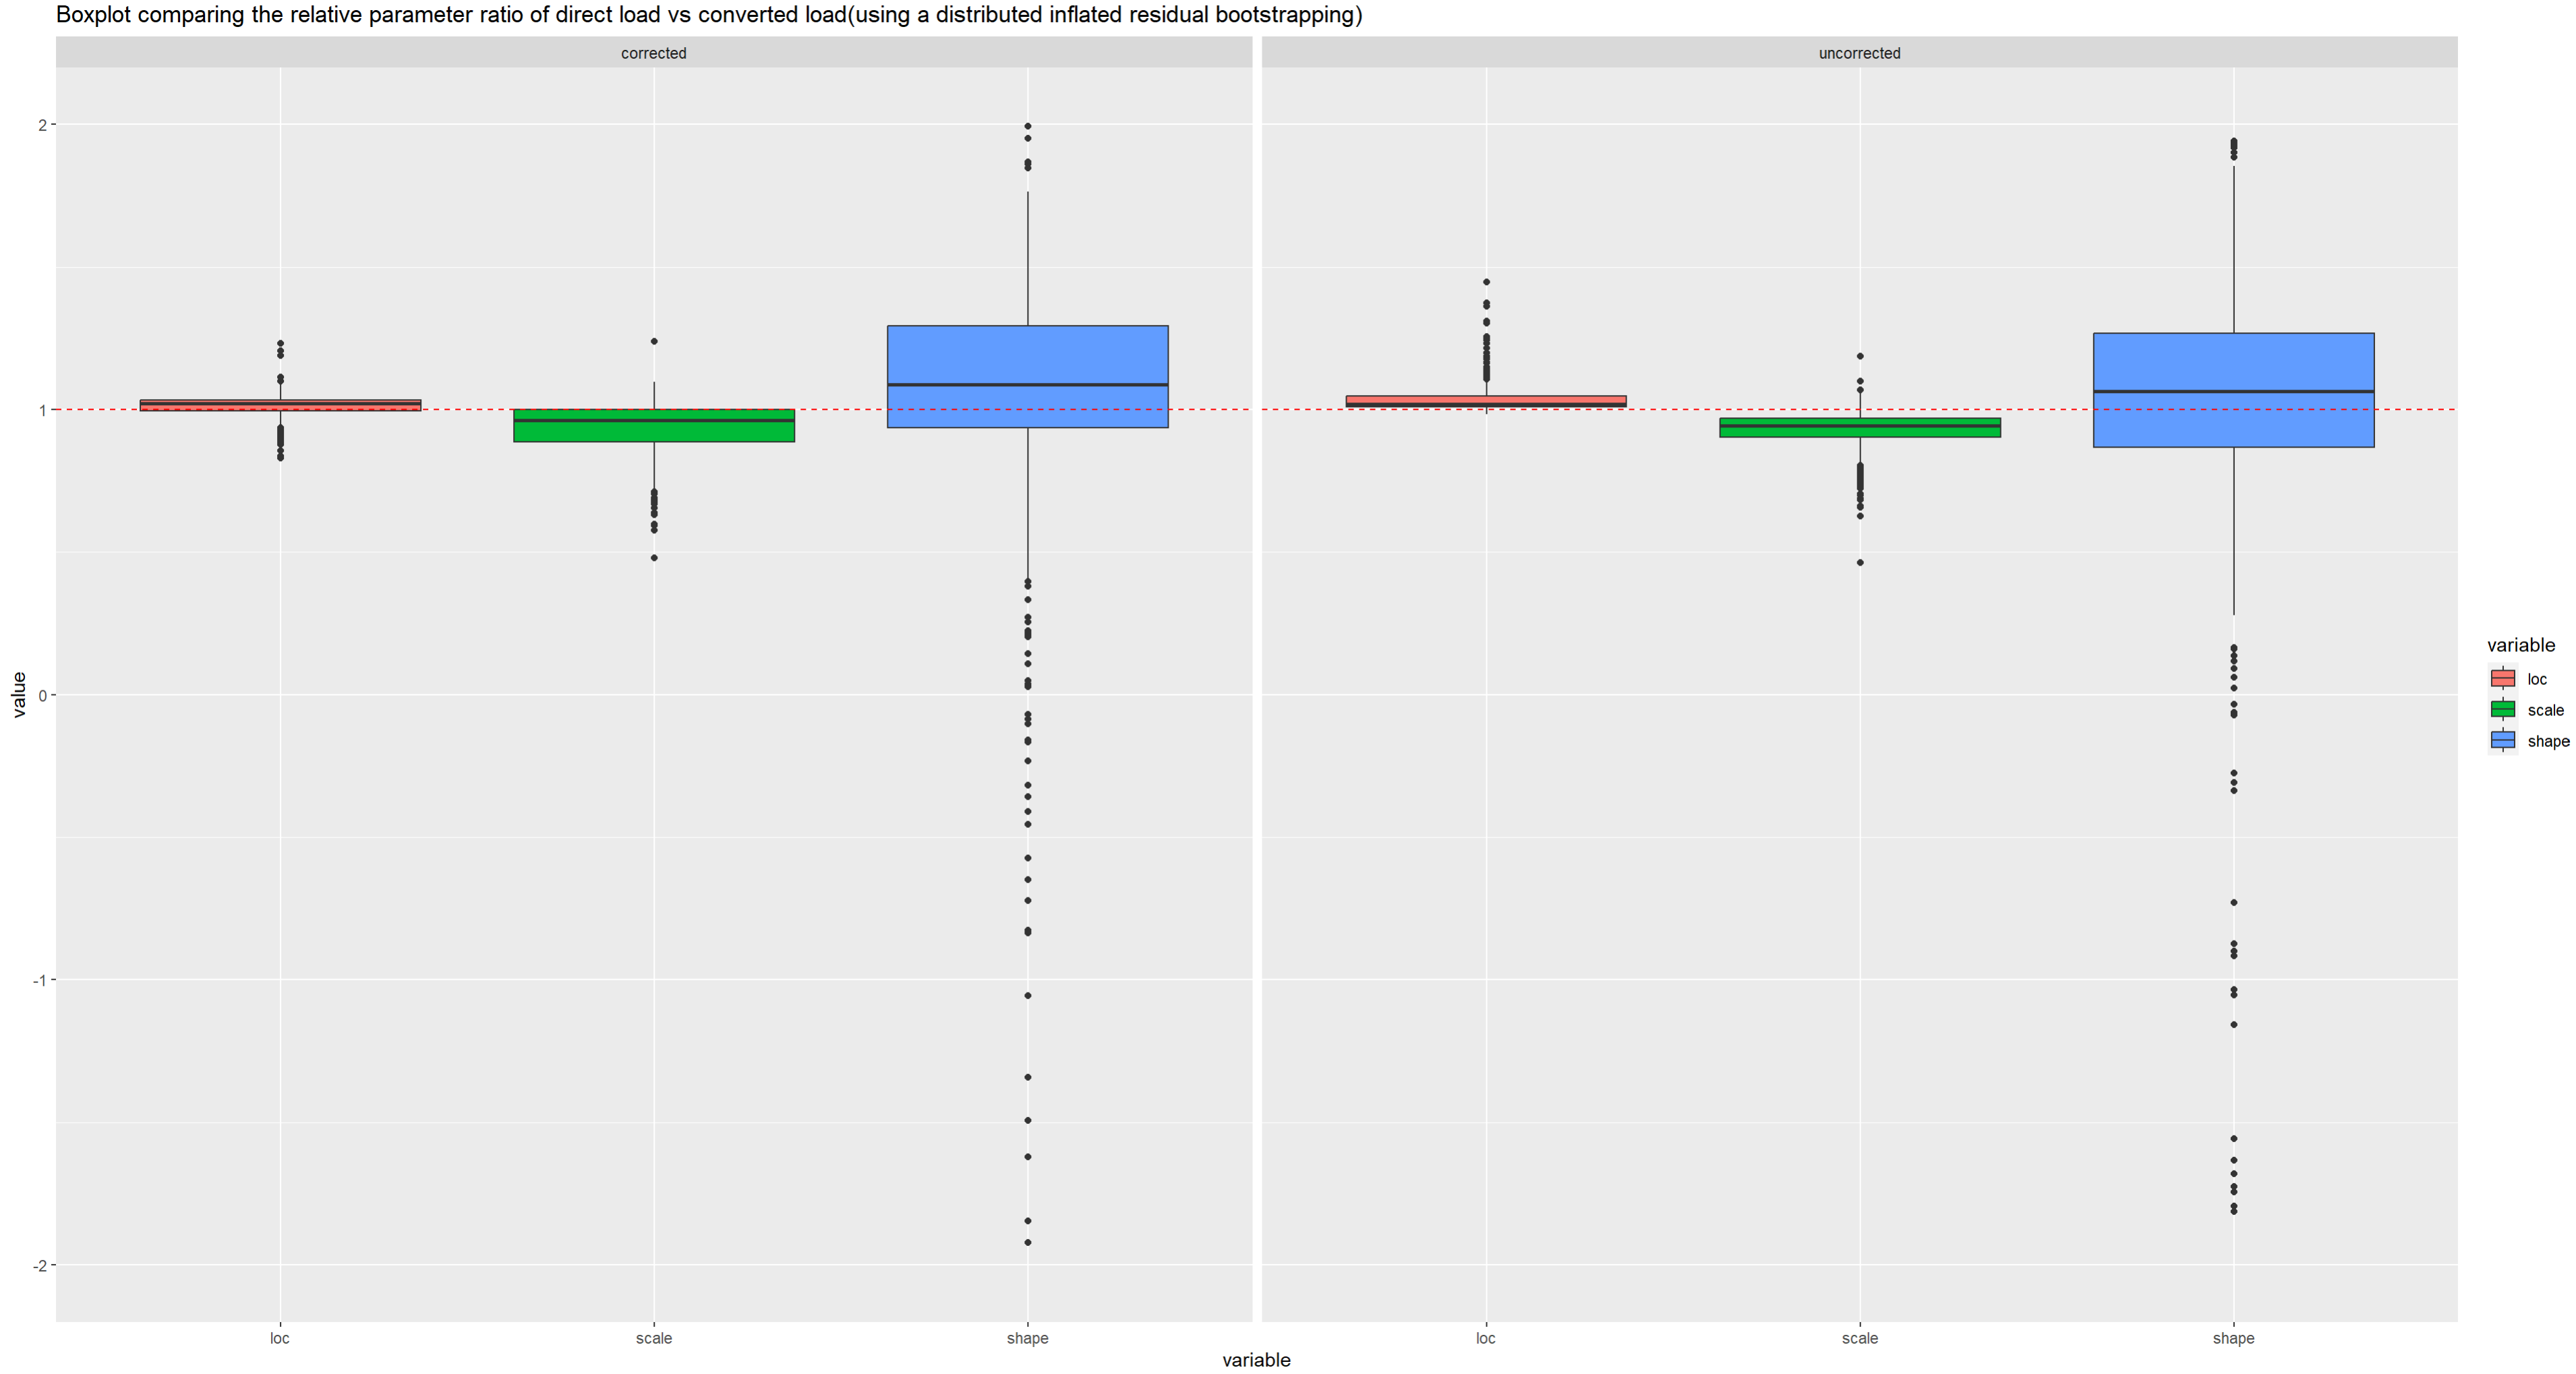 Boxplot comparing the relative parameter ratio of direct load vs converted load(using a distributed inflated residual bootstrapping)
corrected
uncorrected
value
2
1
0
-1
-2
loc
scale
shape
loc
scale
shape
variable
variable
loc
scale
shape